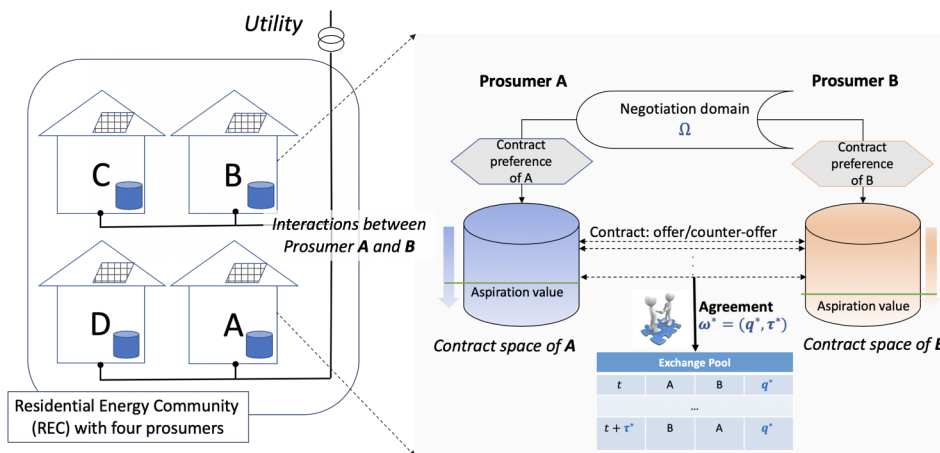 Utility
C
B
D
A
Interactions between
Prosumer A and B
Residential Energy Community
(REC) with four prosumers
Prosumer A
Prosumer B
Negotiation domain
Ω
Contract
preference
of A
Contract
preference
of B
Contract: offer/counter-offer
Aspiration value
Aspiration value
Agreement
ω* = (q*, τ*)
Contract space of A
Contract space of B
Exchange Pool
t A B q*
...
t + τ* B A q*